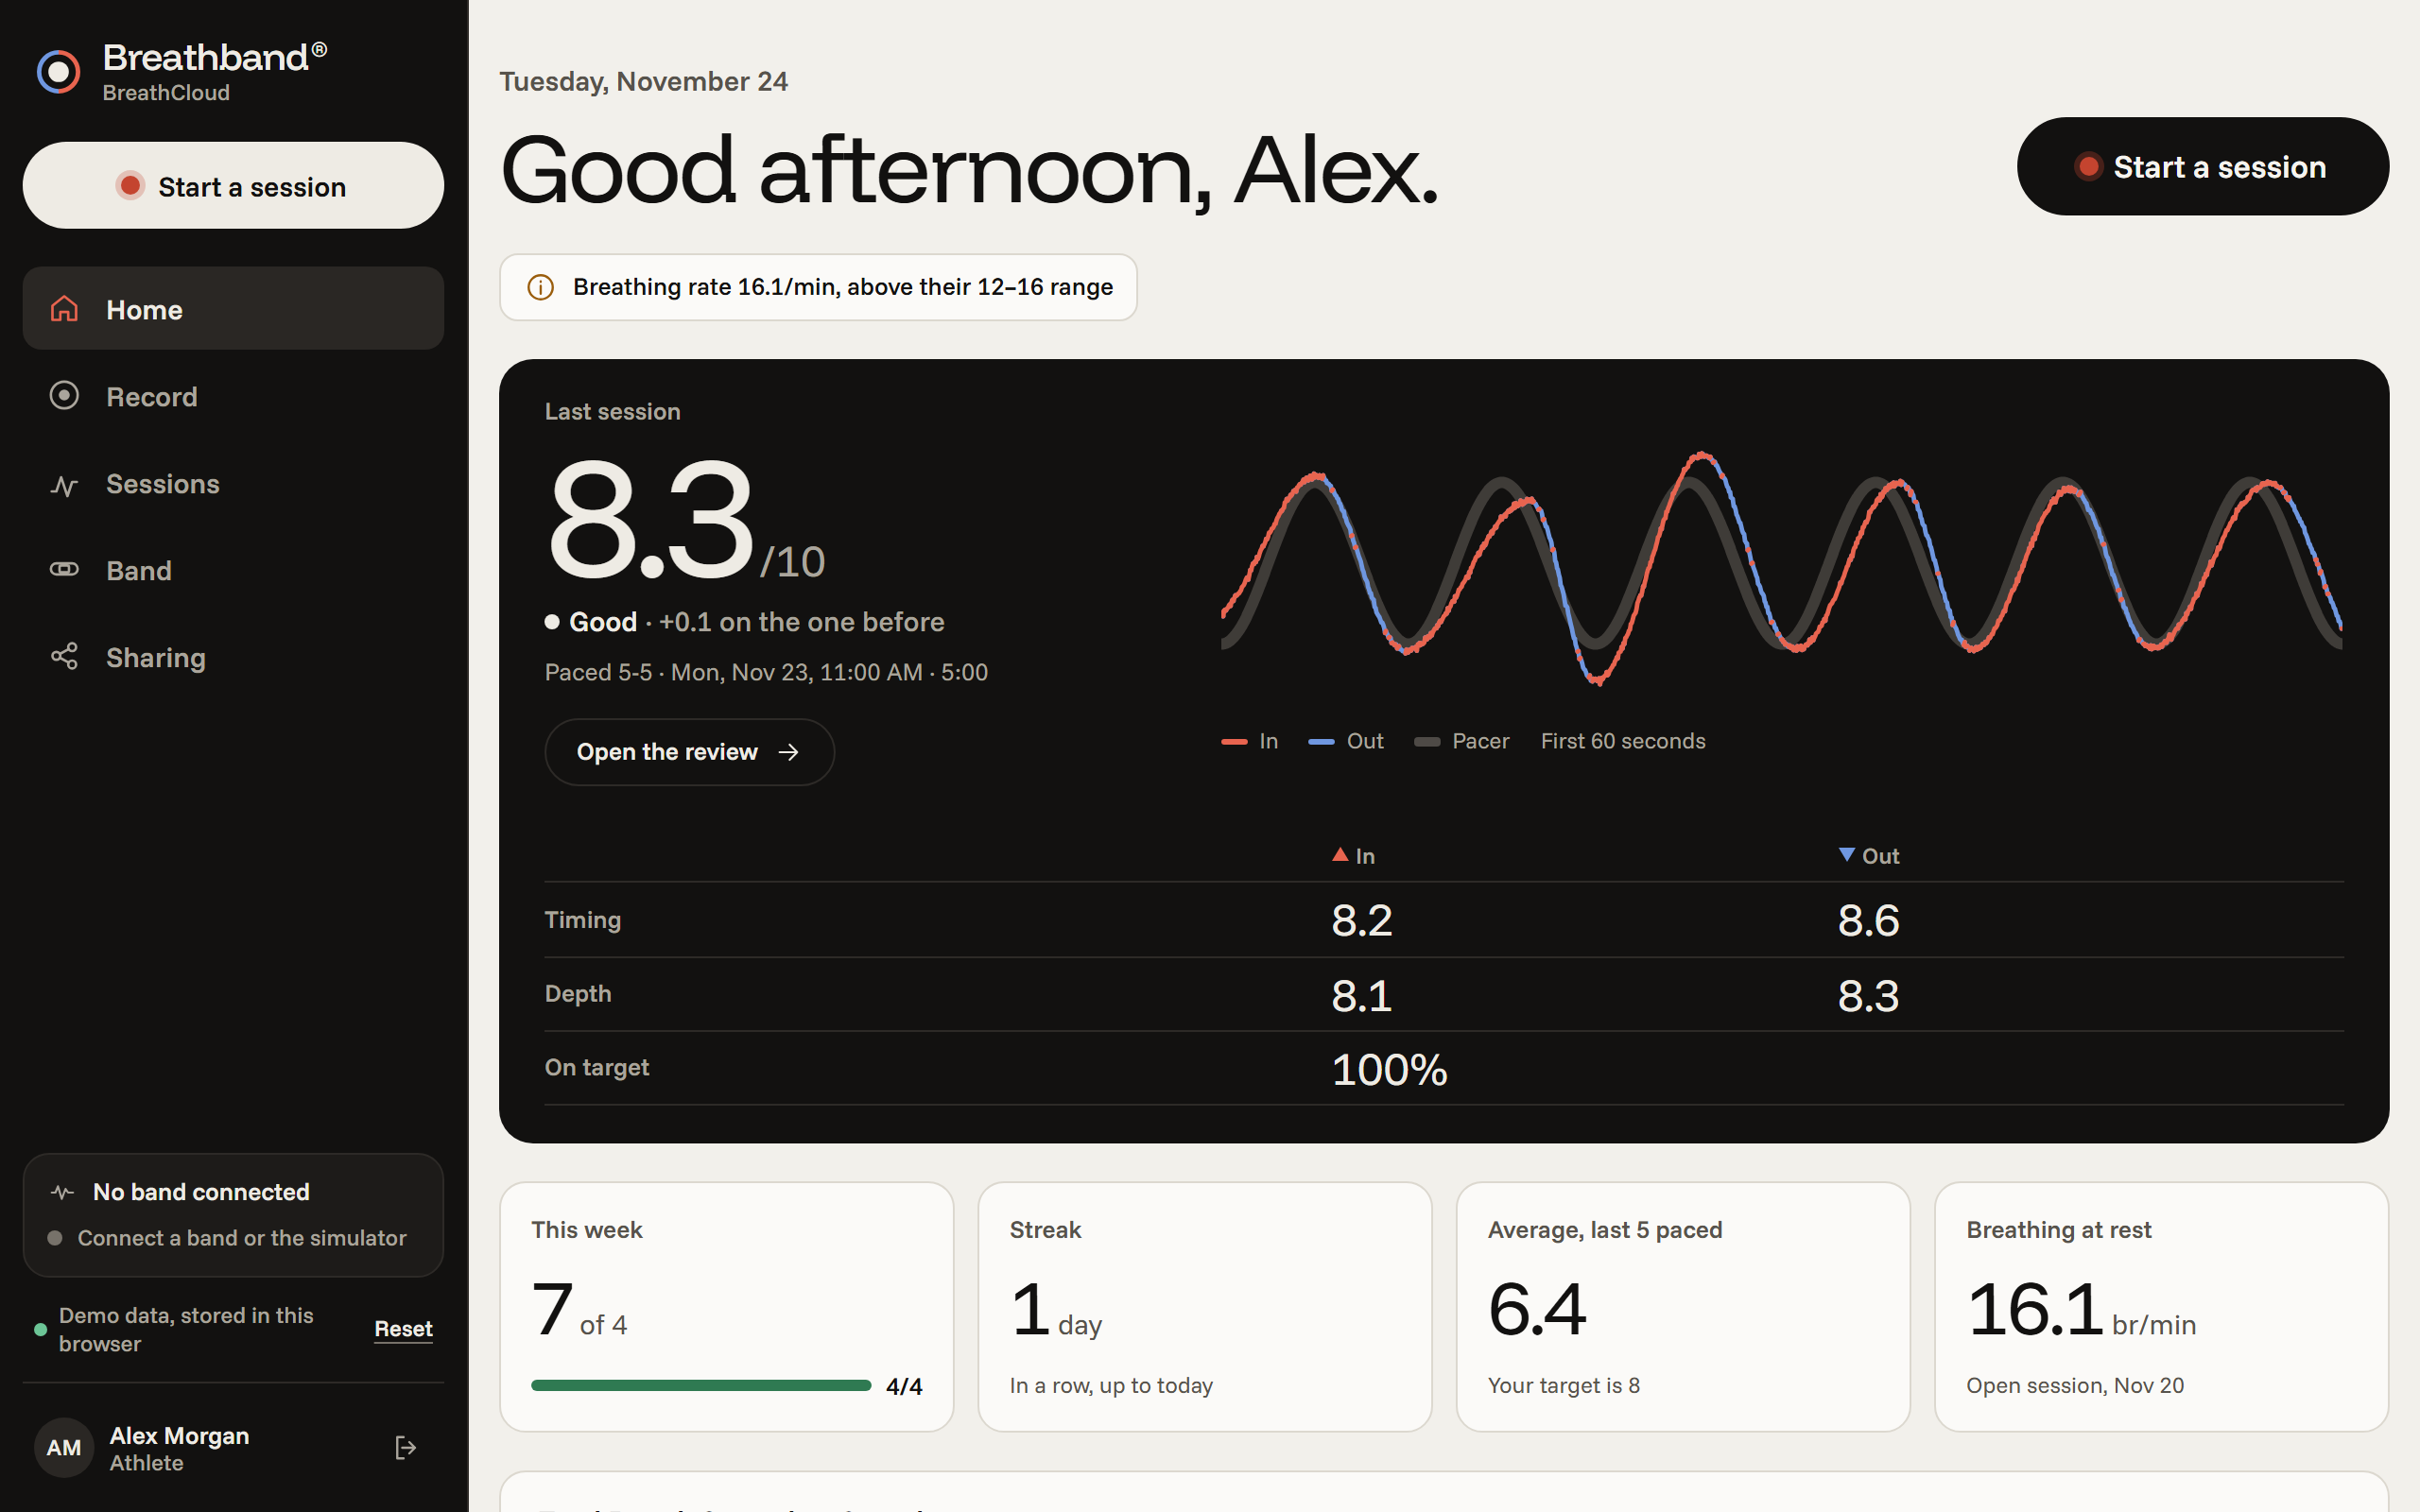 Breathband®
BreathCloud
Start a session
Home
Record
Sessions
Band
Sharing
No band connected
Connect a band or the simulator
Demo data, stored in this
browser
Reset
AM
Alex Morgan
Athlete
Tuesday, November 24
Good afternoon, Alex.
Start a session
Breathing rate 16.1/min, above their 12–16 range
Last session
8.3/10
Good · +0.1 on the one before
Paced 5-5 · Mon, Nov 23, 11:00 AM · 5:00
Open the review
In Out Pacer First 60 seconds
In Out
Timing 8.2 8.6
Depth 8.1 8.3
On target 100%
This week
7 of 4
4/4
Streak
1 day
In a row, up to today
Average, last 5 paced
6.4
Your target is 8
Breathing at rest
16.1 br/min
Open session, Nov 20